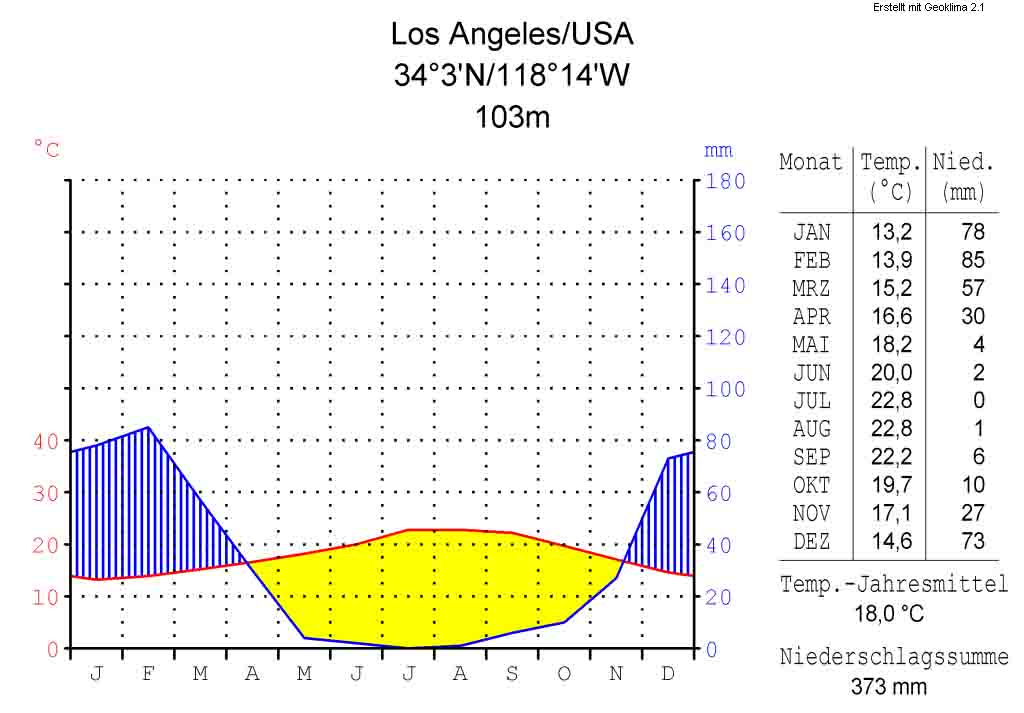 Erstellt mit Geoklima 2.1
Los Angeles/USA
34°3'N/118°14'W
103m
°C
mm
180
160
140
120
100
40 80
30 60
20 40
10 20
0 0
J F M A M J J A S O N D
Monat Temp. Nied.
(°C) (mm)
JAN 13,2 78
FEB 13,9 85
MRZ 15,2 57
APR 16,6 30
MAI 18,2 4
JUN 20,0 2
JUL 22,8 0
AUG 22,8 1
SEP 22,2 6
OKT 19,7 10
NOV 17,1 27
DEZ 14,6 73
Temp.-Jahresmittel
18,0 °C
Niederschlagssumme
373 mm